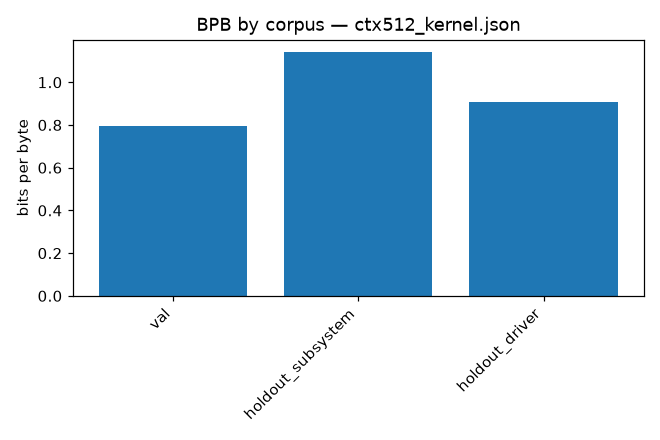 BPB by corpus — ctx512_kernel.json
bits per byte
1.0
0.8
0.6
0.4
0.2
0.0
val
holdout_subsystem
holdout_driver